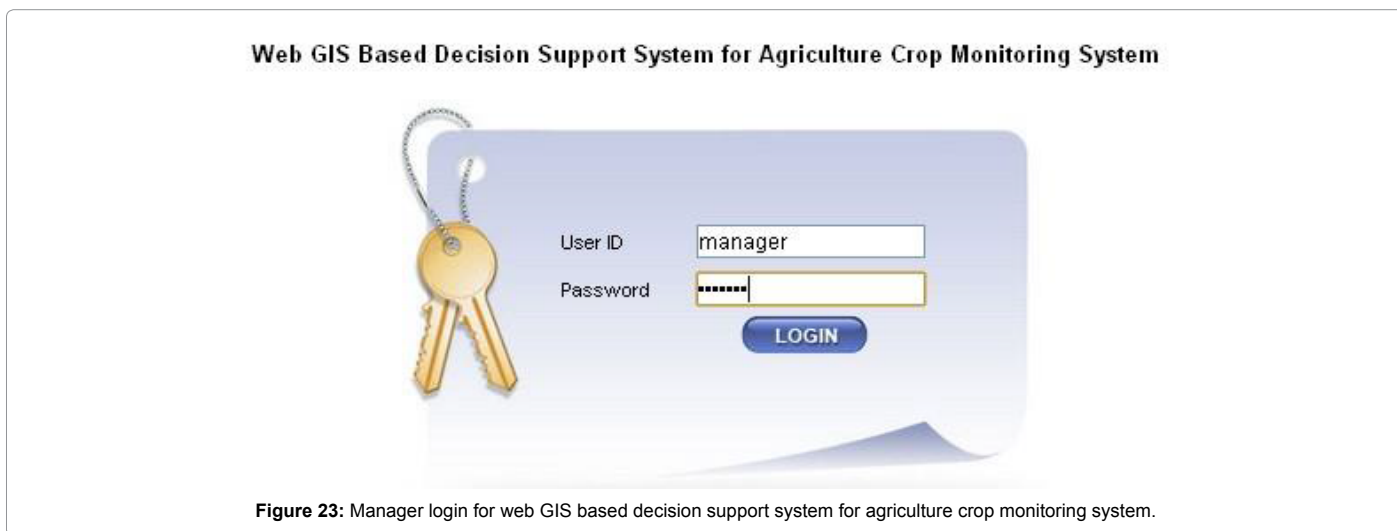 Web GIS Based Decision Support System for Agriculture Crop Monitoring System
User ID manager
Password •••••••
LOGIN
Figure 23: Manager login for web GIS based decision support system for agriculture crop monitoring system.